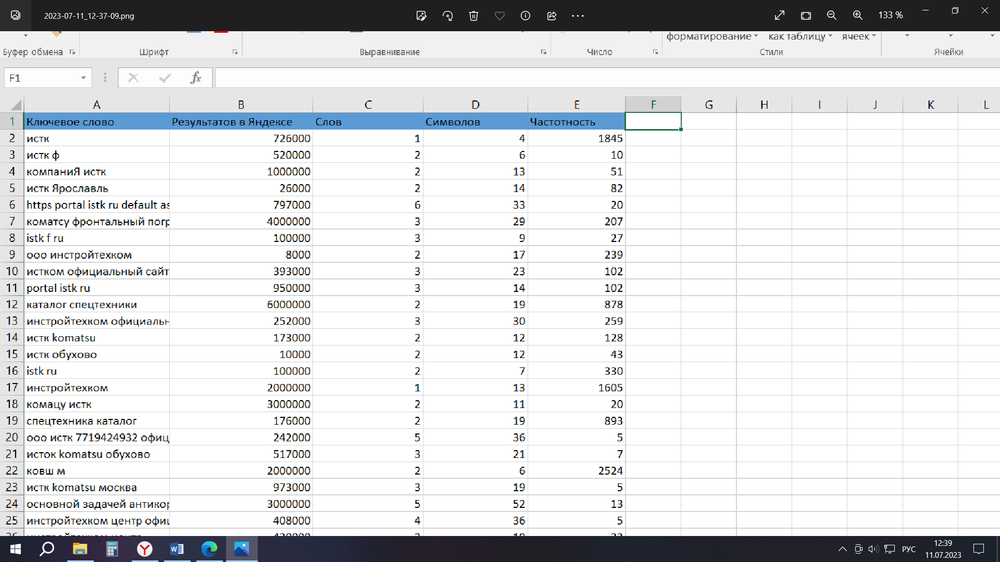 2023-07-11_12-37-09.png
133 %
форматирование как таблицу ячеек
Буфер обмена Шрифт Выравнивание Число Стили Ячейки
F1 fx
A B C D E F G H I J K L
1 Ключевое слово Результатов в Яндексе Слов Символов Частотность
2 истк 726000 1 4 1845
3 истк ф 520000 2 6 10
4 компаниЯ истк 1000000 2 13 51
5 истк Ярославль 26000 2 14 82
6 https portal istk ru default as 797000 6 33 20
7 коматсу фронтальный погр 4000000 3 29 207
8 istk f ru 100000 3 9 27
9 ооо инстройтехком 8000 2 17 239
10 истком официальный сайт 393000 3 23 102
11 portal istk ru 950000 3 14 102
12 каталог спецтехники 6000000 2 19 878
13 инстройтехком официальн 252000 3 30 259
14 истк komatsu 173000 2 12 128
15 истк обухово 10000 2 12 43
16 istk ru 100000 2 7 330
17 инстройтехком 2000000 1 13 1605
18 комацу истк 3000000 2 11 20
19 спецтехника каталог 176000 2 19 893
20 ооо истк 7719424932 офиц 242000 5 36 5
21 исток komatsu обухово 517000 3 21 7
22 ковш м 2000000 2 6 2524
23 истк komatsu москва 973000 3 19 5
24 основной задачей антикор 3000000 5 52 13
25 инстройтехком центр офиц 408000 4 36 5
РУС
12:39
11.07.2023